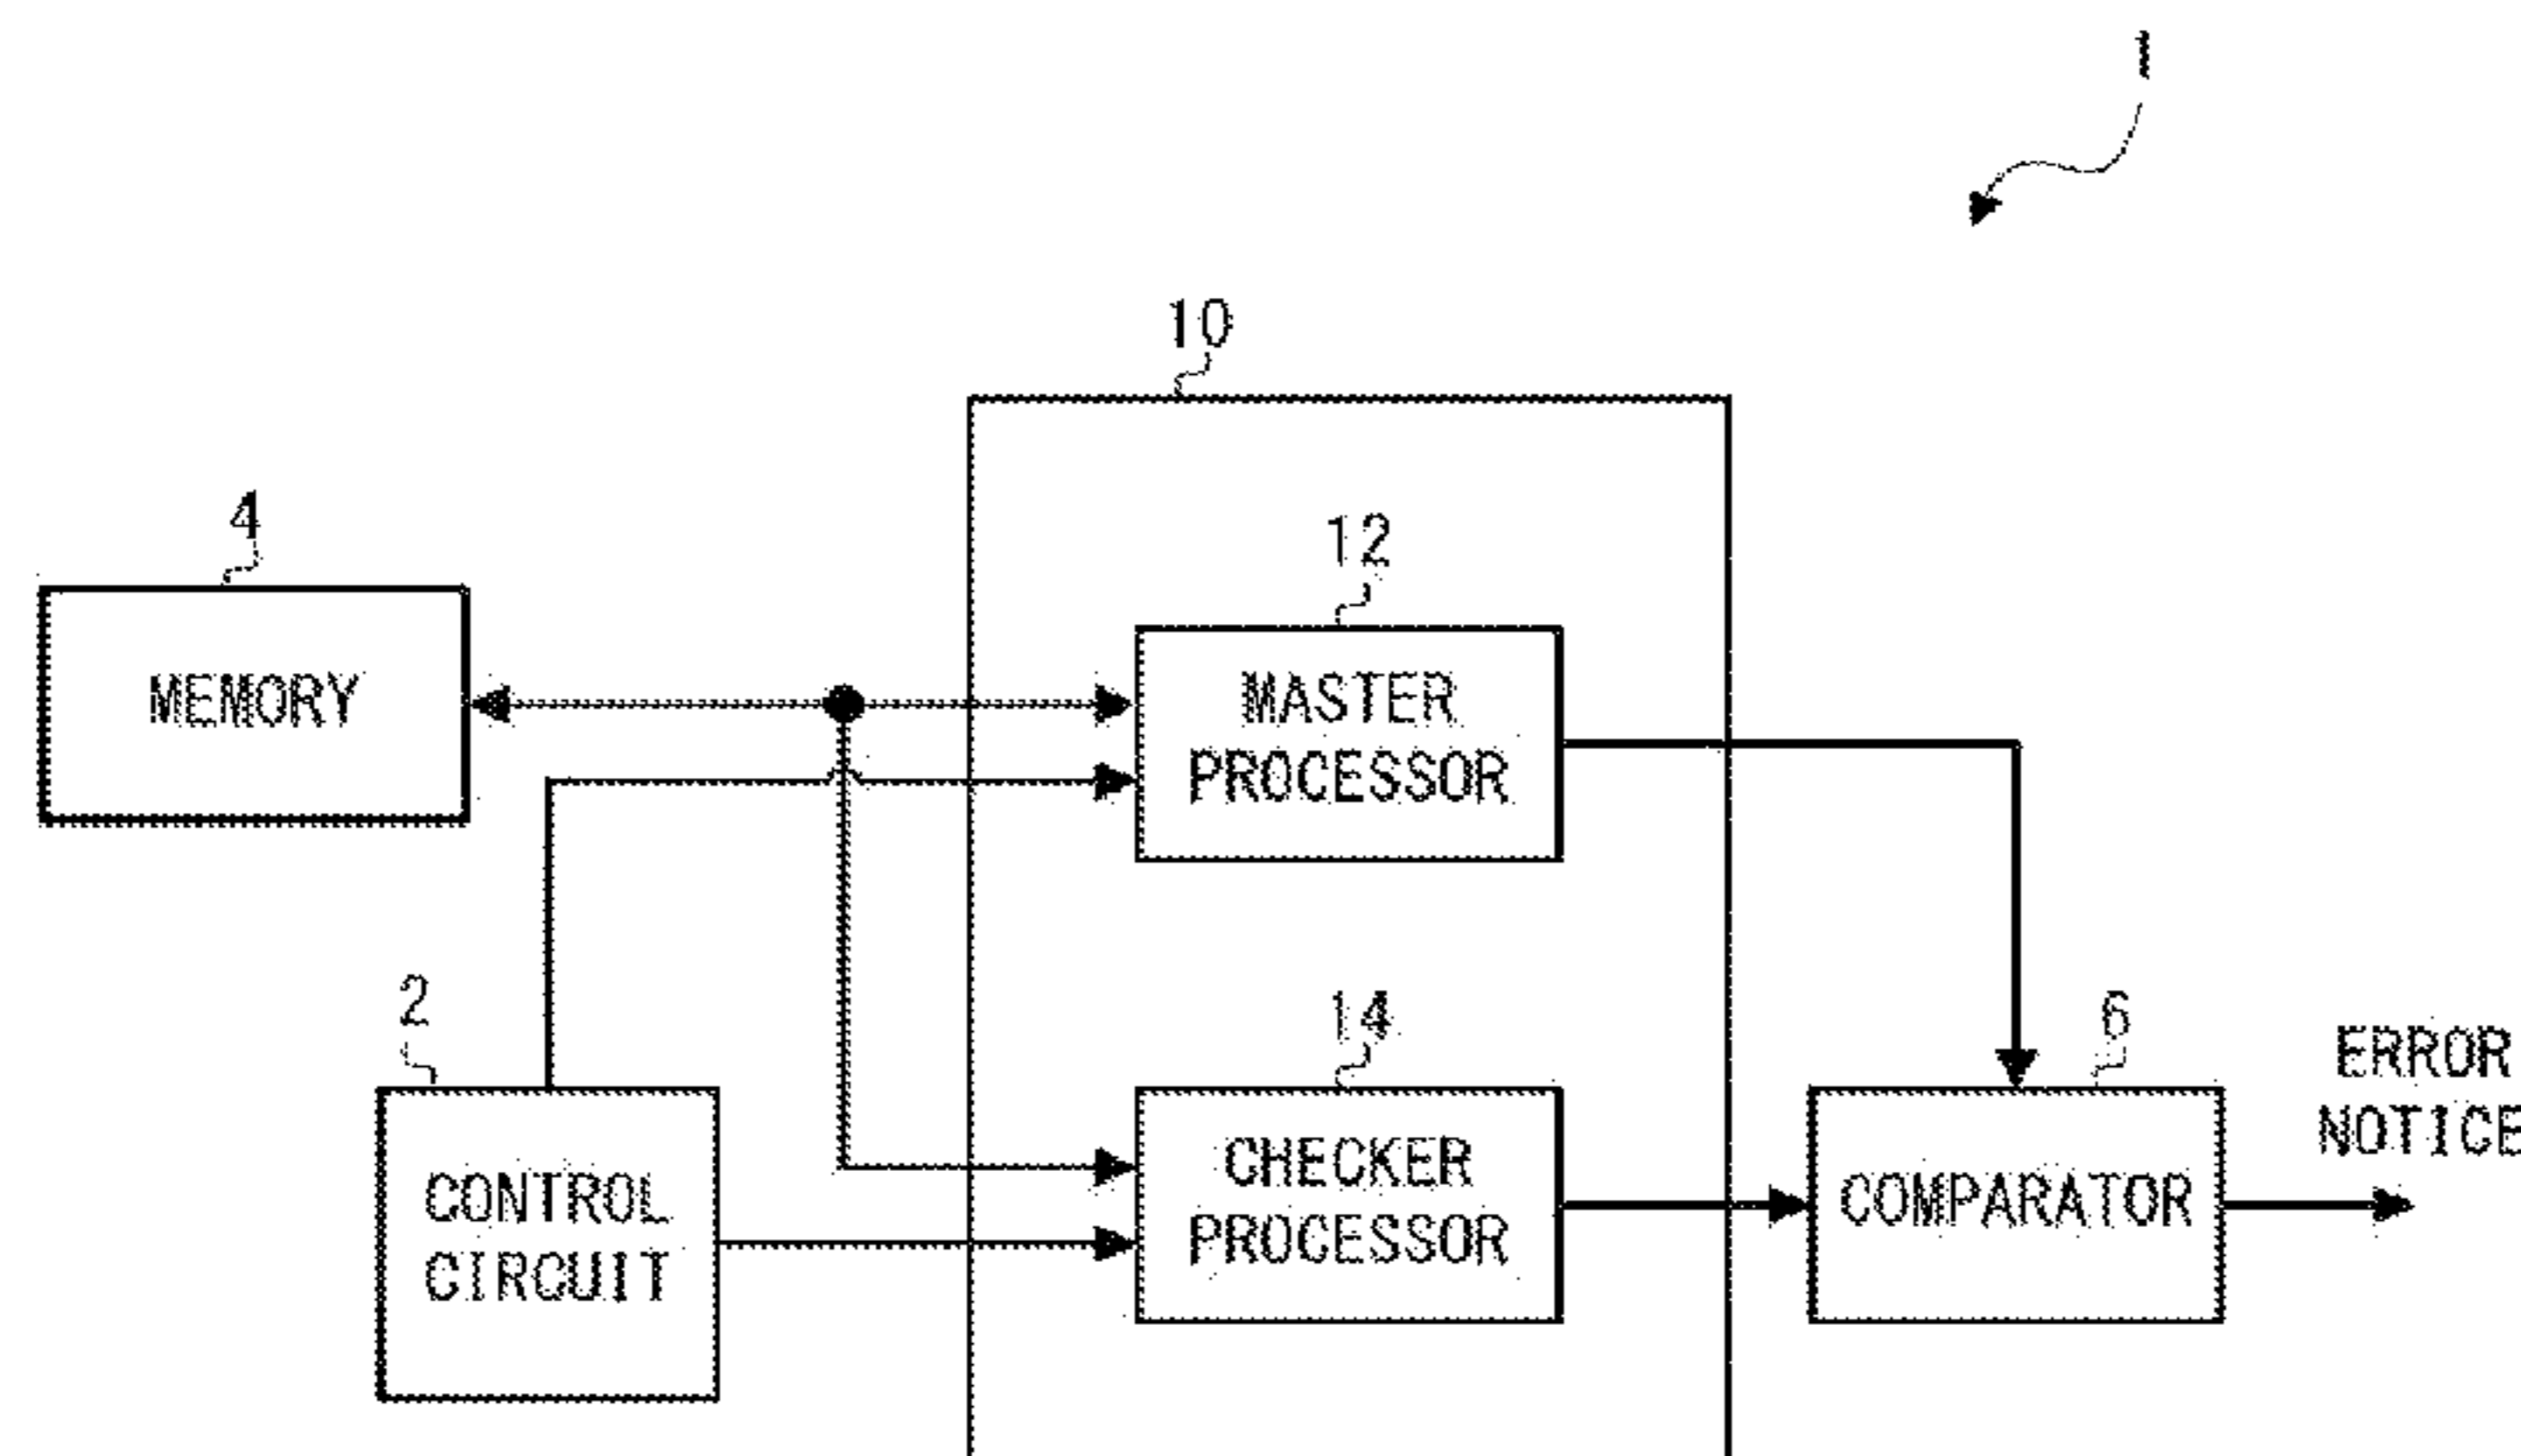 1
10
4
12
MEMORY
MASTER
PROCESSOR
2
14
6
ERROR
NOTICE
CONTROL
CIRCUIT
CHECKER
PROCESSOR
COMPARATOR